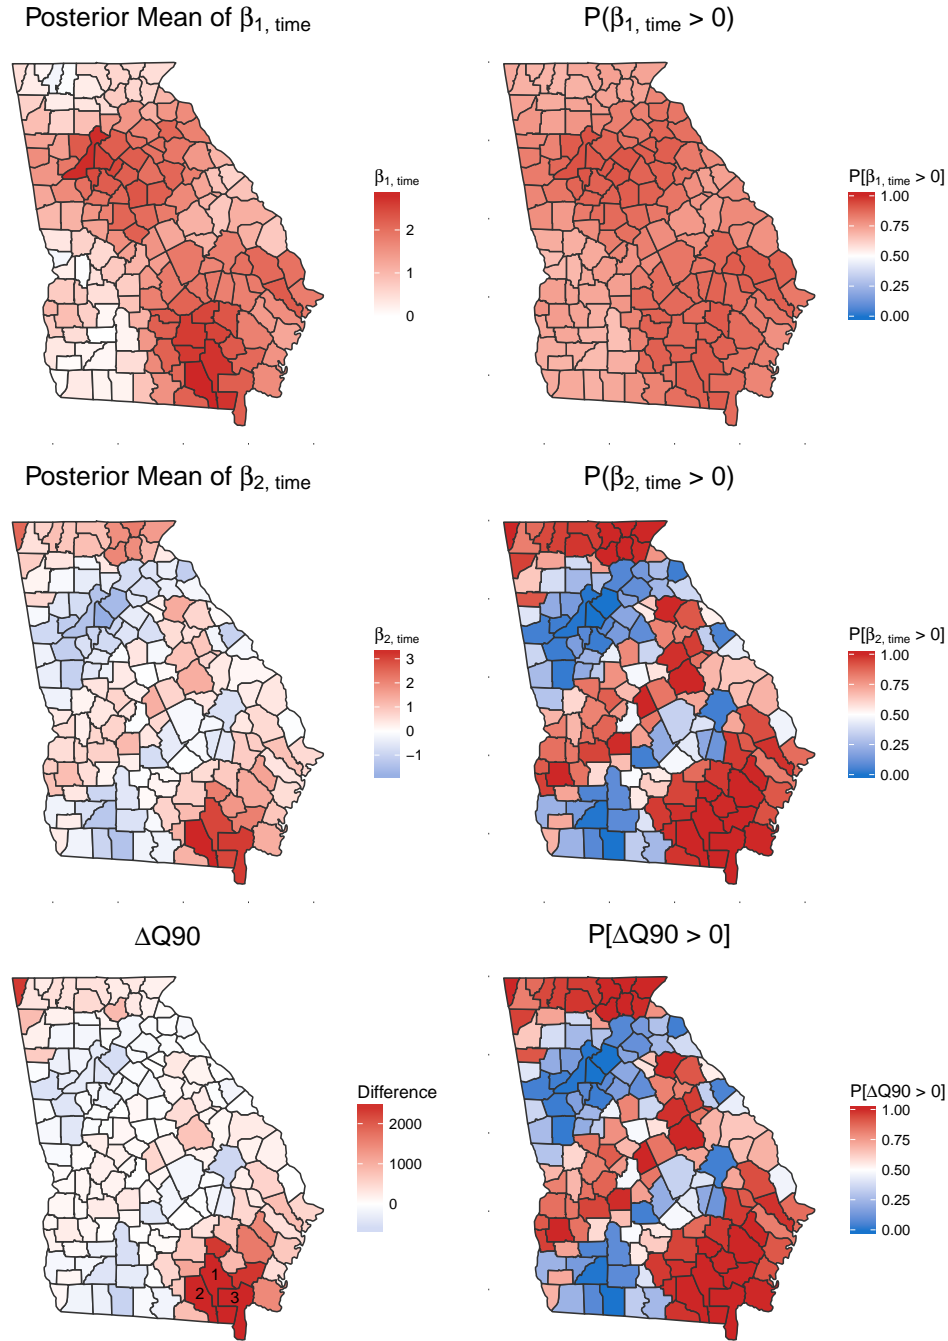 Posterior Mean of β1, time
P(β1, time > 0)
β1, time
2
1
0
P[β1, time > 0]
1.00
0.75
0.50
0.25
0.00
Posterior Mean of β2, time
P(β2, time > 0)
β2, time
3
2
1
0
−1
P[β2, time > 0]
1.00
0.75
0.50
0.25
0.00
ΔQ90
P[ΔQ90 > 0]
Difference
2000
1000
0
1
2
3
P[ΔQ90 > 0]
1.00
0.75
0.50
0.25
0.00